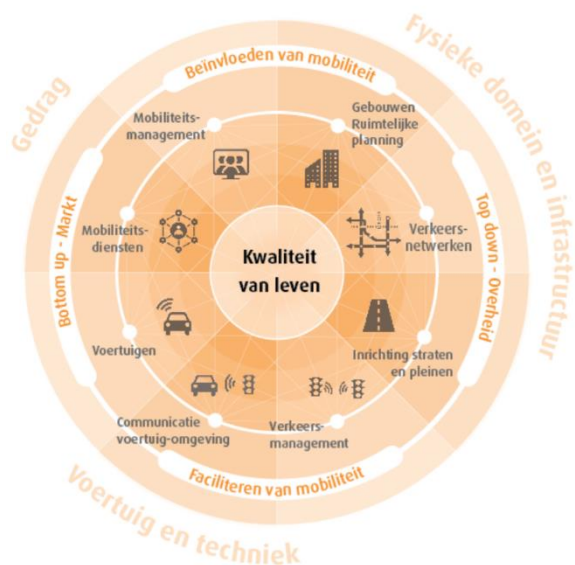 Fysieke domein en infrastructuur
Gedrag
Beïnvloeden van mobiliteit
Mobiliteits-
management
Gebouwen
Ruimtelijke
planning
Bottom up - Markt
Mobiliteits-
diensten
Kwaliteit
van leven
Verkeers-
netwerken
Top down - Overheid
Voertuigen
Inrichting straten
en pleinen
Communicatie
voertuig-omgeving
Verkeers-
management
Faciliteren van mobiliteit
Voertuig en techniek